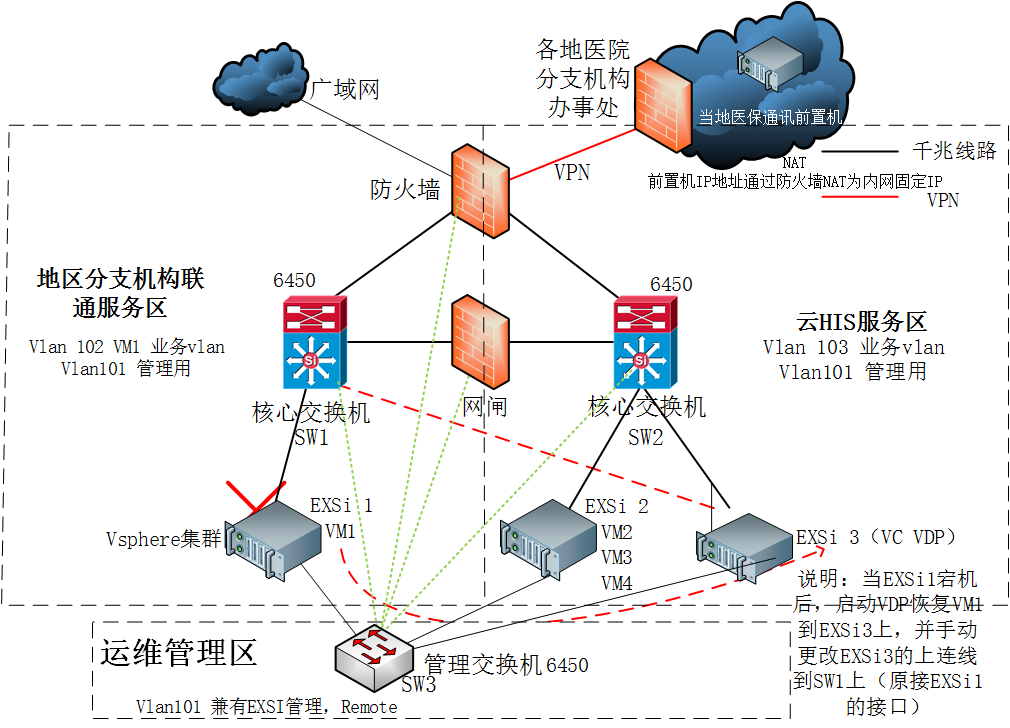 广域网
各地医院
分支机构
办事处
当地医保通讯前置机
千兆线路
NAT
前置机IP地址通过防火墙NAT为内网固定IP
VPN
VPN
防火墙
地区分支机构联
通服务区
Vlan 102 VM1 业务vlan
Vlan101 管理用
6450
Si
核心交换机
SW1
网闸
6450
Si
核心交换机
SW2
云HIS服务区
Vlan 103 业务vlan
Vlan101 管理用
Vsphere集群
EXSi 1
VM1
EXSi 2
VM2
VM3
VM4
EXSi 3（VC VDP）
说明：当EXSi1宕机
后，启动VDP恢复VM1
到EXSi3上，并手动
更改EXSi3的上连线
到SW1上（原接EXSi1
的接口）
运维管理区
管理交换机6450
SW3
Vlan101 兼有EXSI管理，Remote